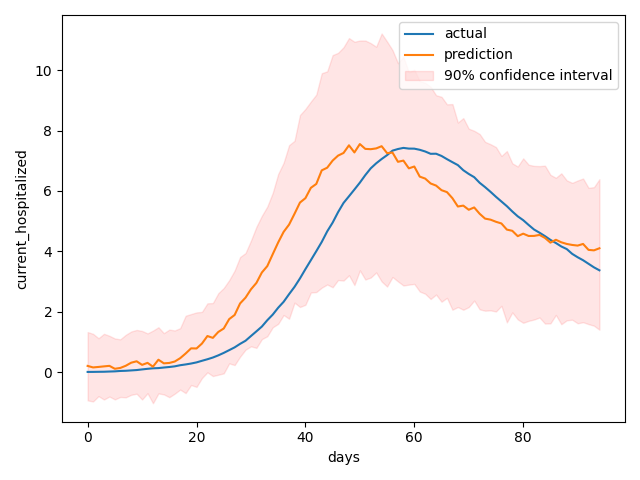 actual
prediction
90% confidence interval
10
8
6
4
2
0
current_hospitalized
0 20 40 60 80
days